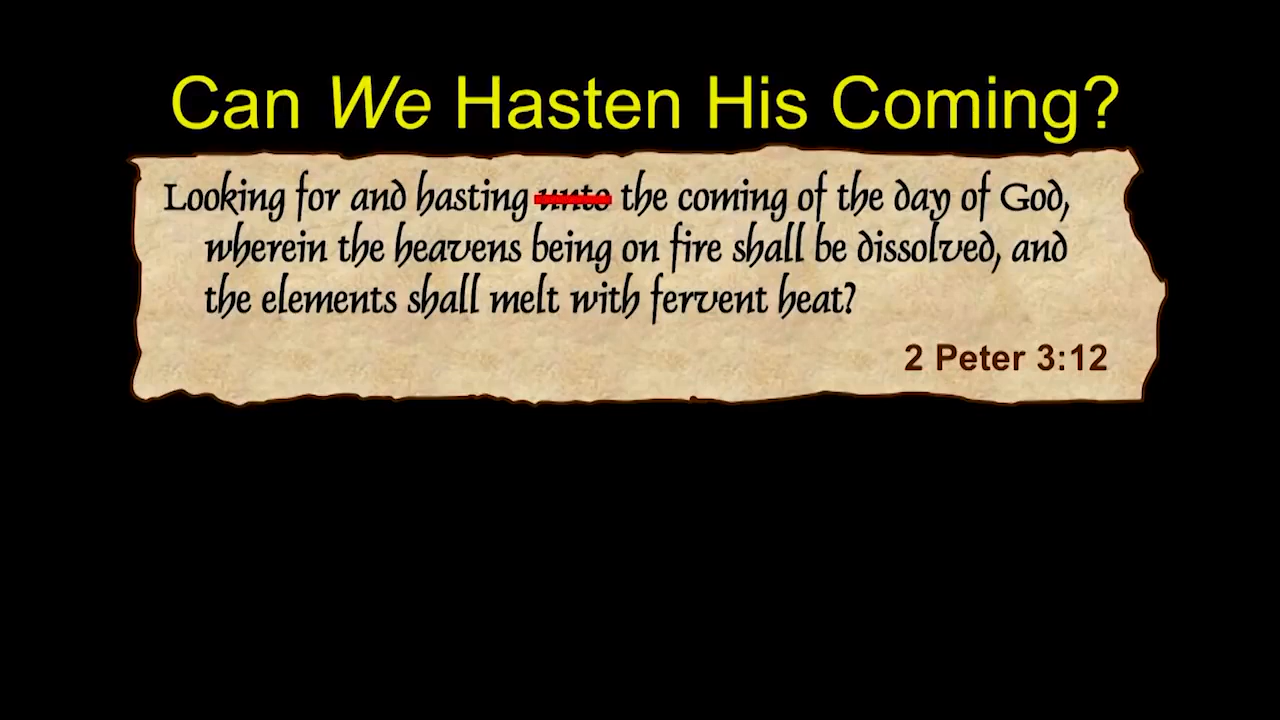 Can We Hasten His Coming?
Looking for and hasting unto the coming of the day of God,
wherein the heavens being on fire shall be dissolved, and
the elements shall melt with fervent heat?
2 Peter 3:12